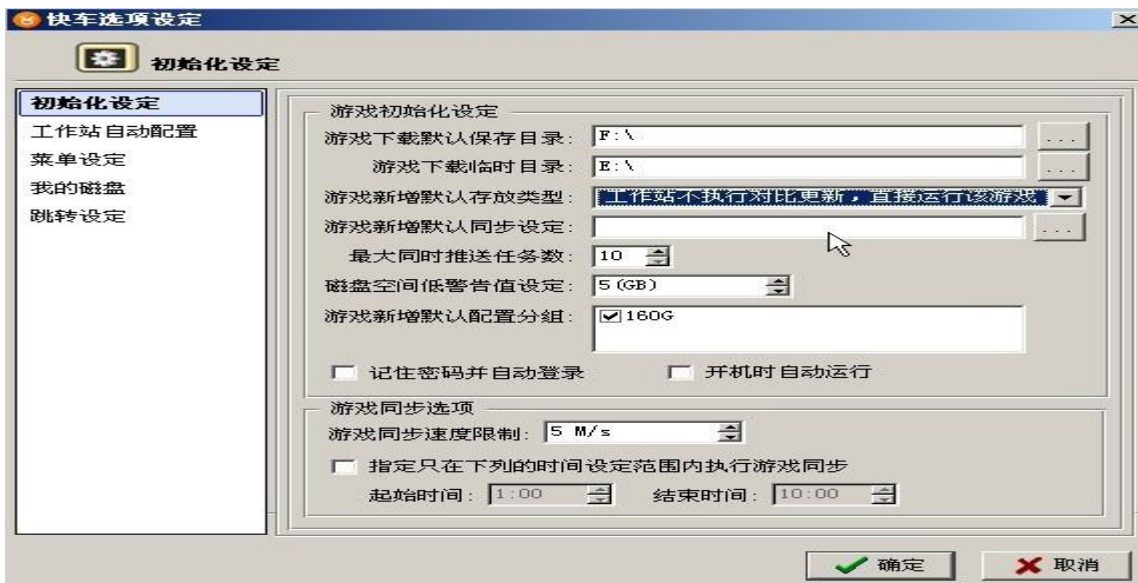 快车选项设定
初始化设定
初始化设定
工作站自动配置
菜单设定
我的磁盘
跳转设定
游戏初始化设定
游戏下载默认保存目录: F:\ ...
游戏下载临时目录: E:\ ...
游戏新增默认存放类型: 工作站不执行对比更新，直接运行该游戏
游戏新增默认同步设定: ...
最大同时推送任务数: 10
磁盘空间低警告值设定: 5(GB)
游戏新增默认配置分组: 160G
记住密码并自动登录 开机时自动运行
游戏同步选项
游戏同步速度限制: 5 M/s
指定只在下列的时间设定范围内执行游戏同步
起始时间: 1:00 结束时间: 10:00
确定 取消